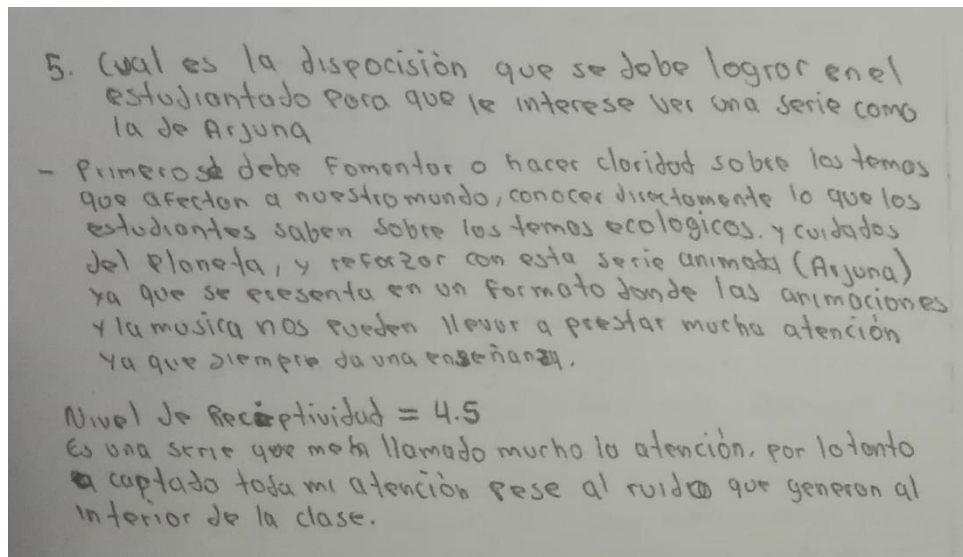 5. Cual es la dispocisión que se debe lograr en el
estudiantado para que le interese ver una serie como
la de Arjuna
- Primero se debe Fomentar o hacer claridad sobre los temas
que afectan a nuestro mundo, conocer directamente lo que los
estudiantes saben sobre los temas ecologicos. y cuidados
del planeta, y reforzar con esta serie animada (Arjuna)
ya que se presenta en un formato donde las animaciones
y la musica nos pueden llevar a prestar mucha atención
ya que siempre da una enseñanza.
Nivel de Receptividad = 4.5
Es una serie que me ha llamado mucho la atención, por lo tanto
a captado toda mi atención pese al ruido que generan al
interior de la clase.